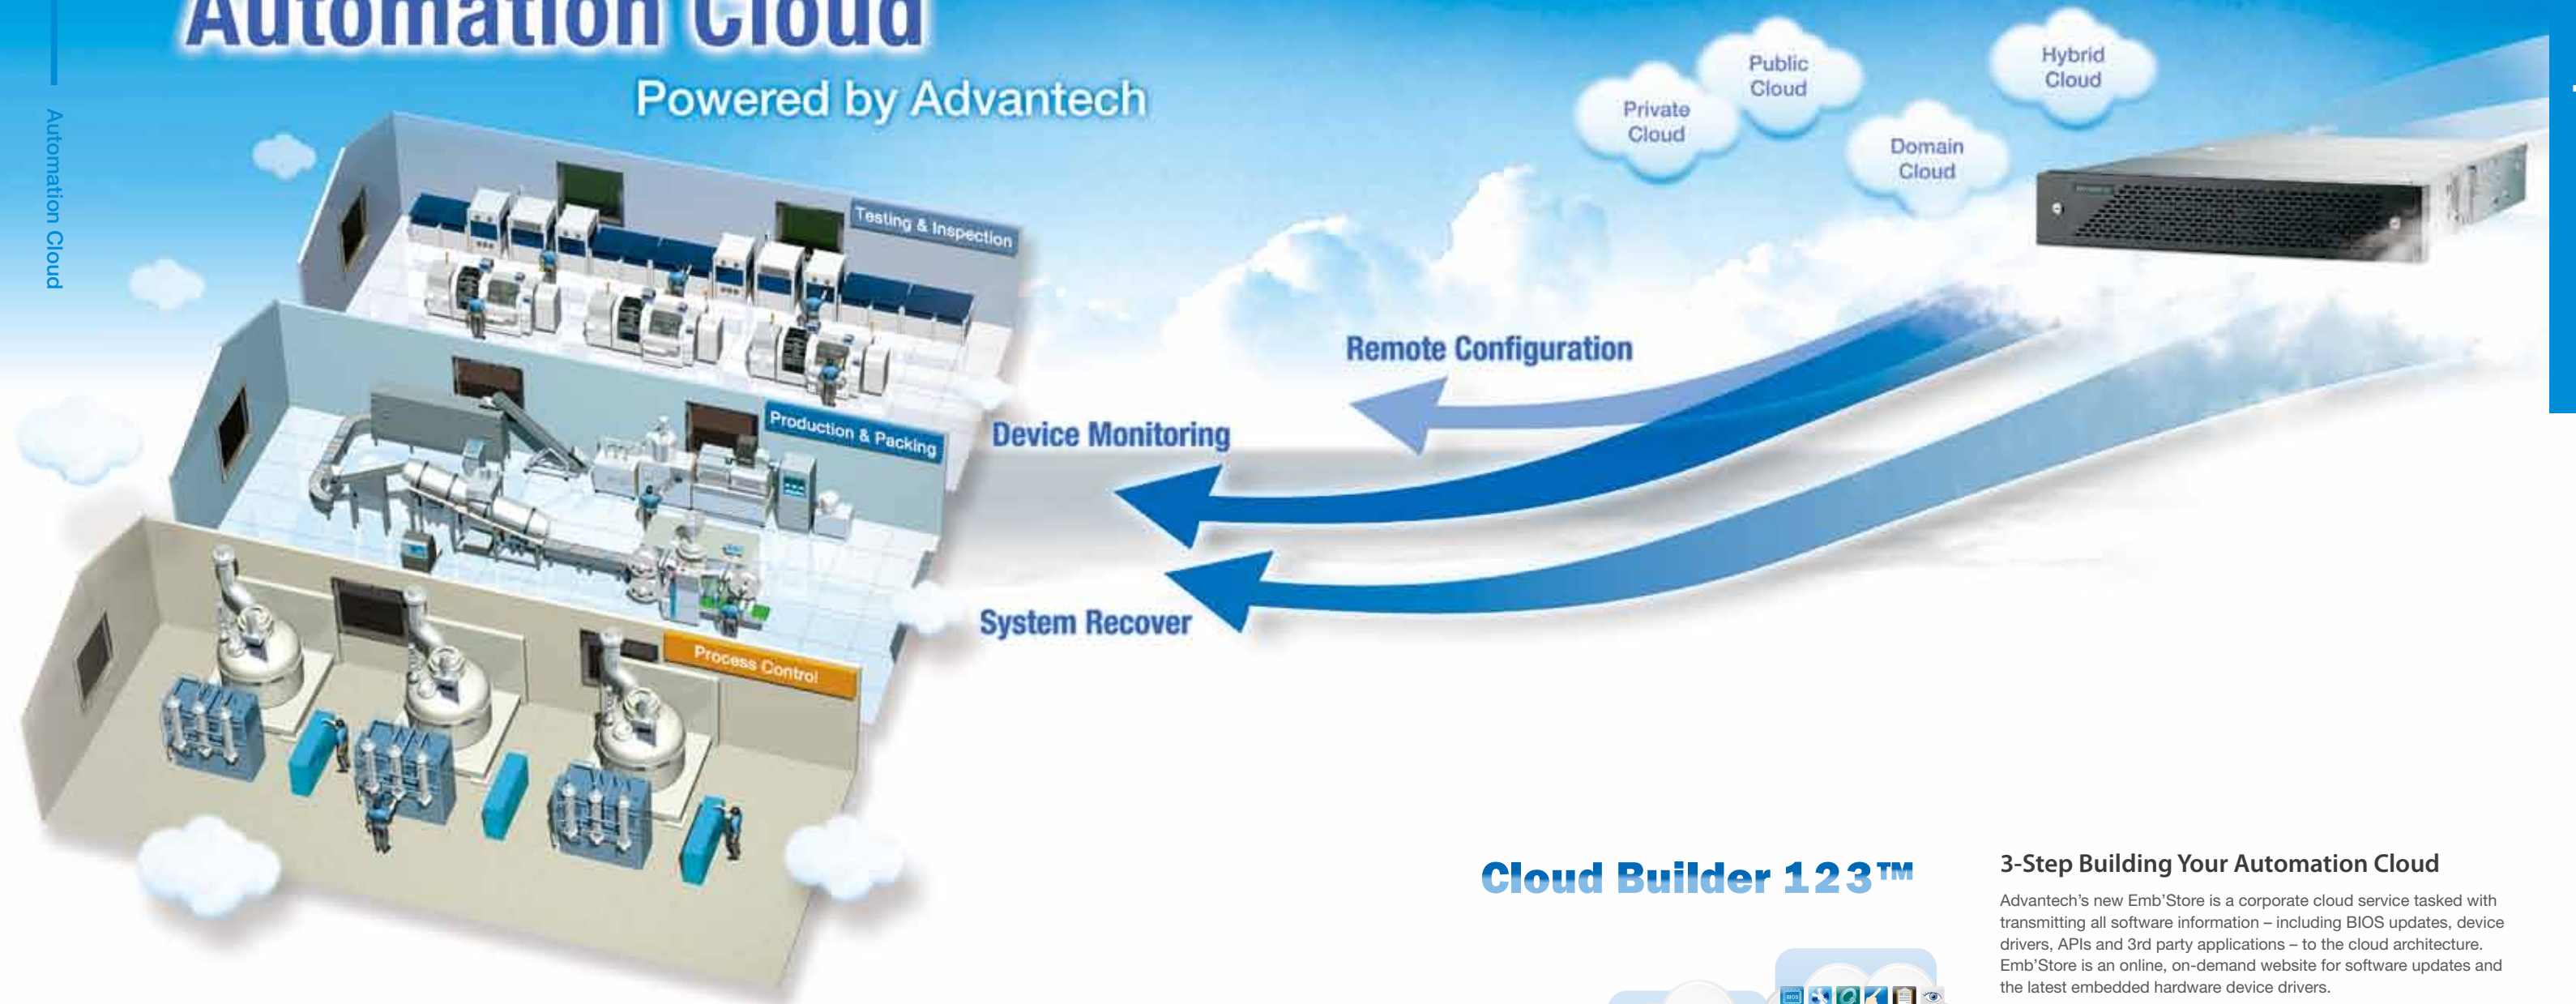 Automation Cloud
Powered by Advantech
Automation Cloud
Private
Cloud
Public
Cloud
Domain
Cloud
Hybrid
Cloud
Testing & Inspection
Production & Packing
Process Control
Remote Configuration
Device Monitoring
System Recover
Cloud Builder 123™
BIOS
3-Step Building Your Automation Cloud
Advantech's new Emb'Store is a corporate cloud service tasked with
transmitting all software information – including BIOS updates, device
drivers, APIs and 3rd party applications – to the cloud architecture.
Emb'Store is an online, on-demand website for software updates and
the latest embedded hardware device drivers.